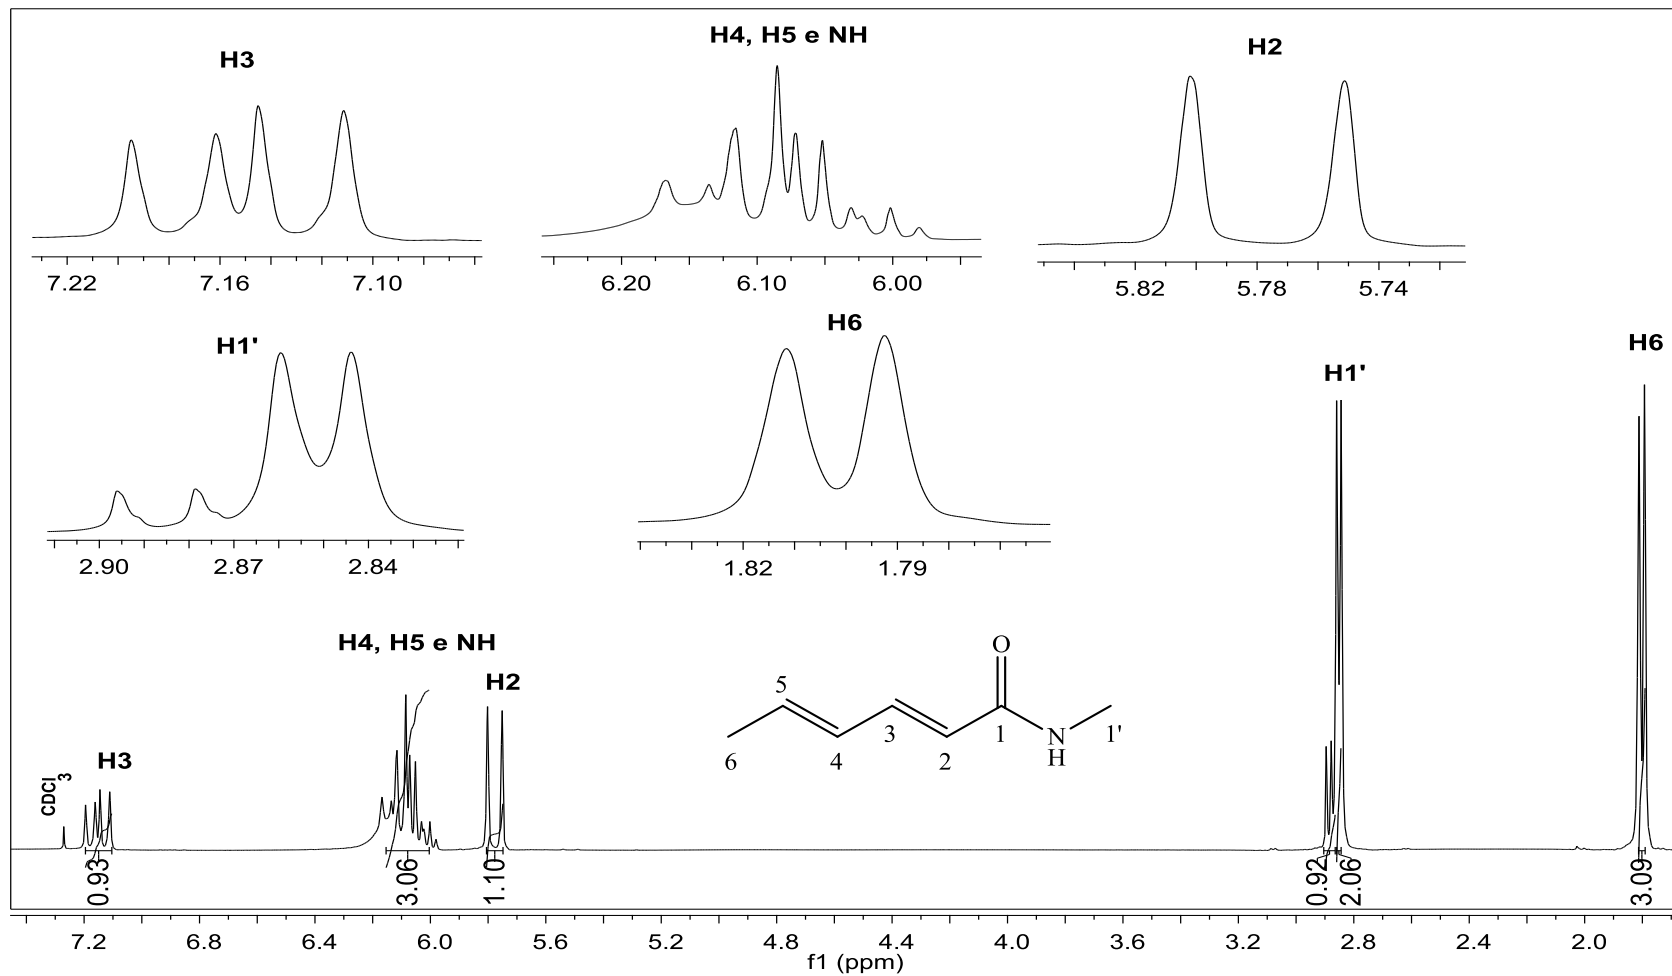 H3
H4, H5 e NH
H2
7.22 7.16 7.10
6.20 6.10 6.00
5.82 5.78 5.74
H1'
H6
2.90 2.87 2.84
1.82 1.79
H1'
H6
H4, H5 e NH
H2
H3
CDCl3
O
5
6
4
3
2
1
N
H
1'
0.93
3.06
1.10
0.92
2.06
3.09
7.2 6.8 6.4 6.0 5.6 5.2 4.8 4.4 4.0 3.6 3.2 2.8 2.4 2.0
f1 (ppm)